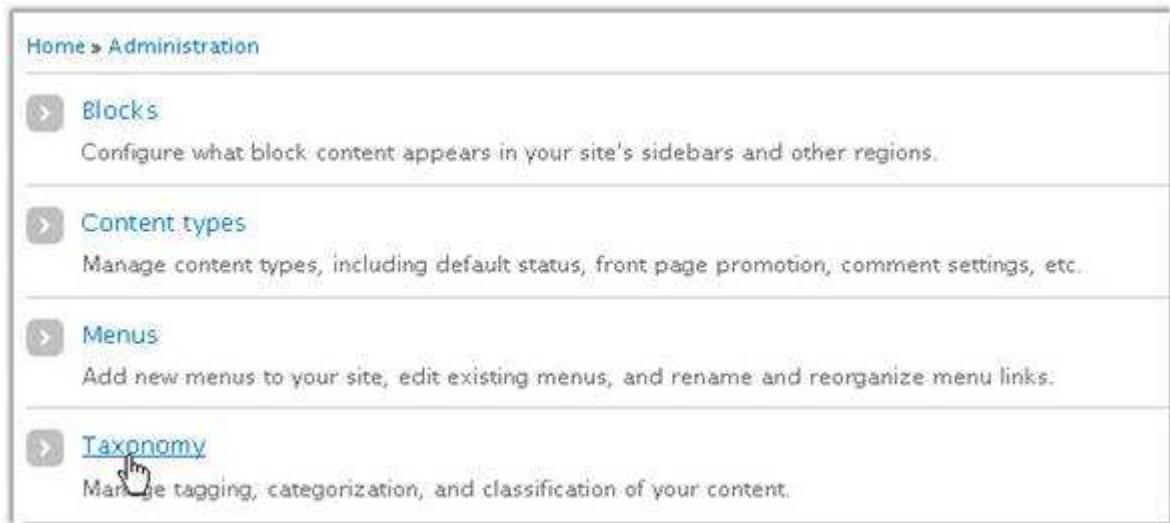 Home » Administration
Blocks
Configure what block content appears in your site's sidebars and other regions.
Content types
Manage content types, including default status, front page promotion, comment settings, etc.
Menus
Add new menus to your site, edit existing menus, and rename and reorganize menu links.
Taxonomy
Manage tagging, categorization, and classification of your content.